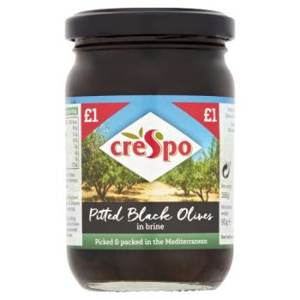 £1
£1
creSpo
Pitted Black Olives
in brine
Picked & packed in the Mediterranean